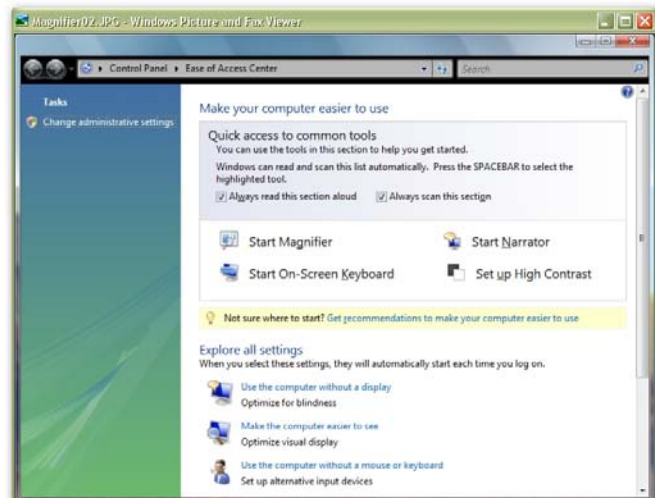 Magnifier02.JPG - Windows Picture and Fax Viewer
Control Panel Ease of Access Center Search
Tasks
Change administrative settings
Make your computer easier to use
Quick access to common tools
You can use the tools in this section to help you get started.
Windows can read and scan this list automatically. Press the SPACEBAR to select the
highlighted tool.
Always read this section aloud Always scan this section
Start Magnifier Start Narrator
Start On-Screen Keyboard Set up High Contrast
Not sure where to start? Get recommendations to make your computer easier to use
Explore all settings
When you select these settings, they will automatically start each time you log on.
Use the computer without a display
Optimize for blindness
Make the computer easier to see
Optimize visual display
Use the computer without a mouse or keyboard
Set up alternative input devices